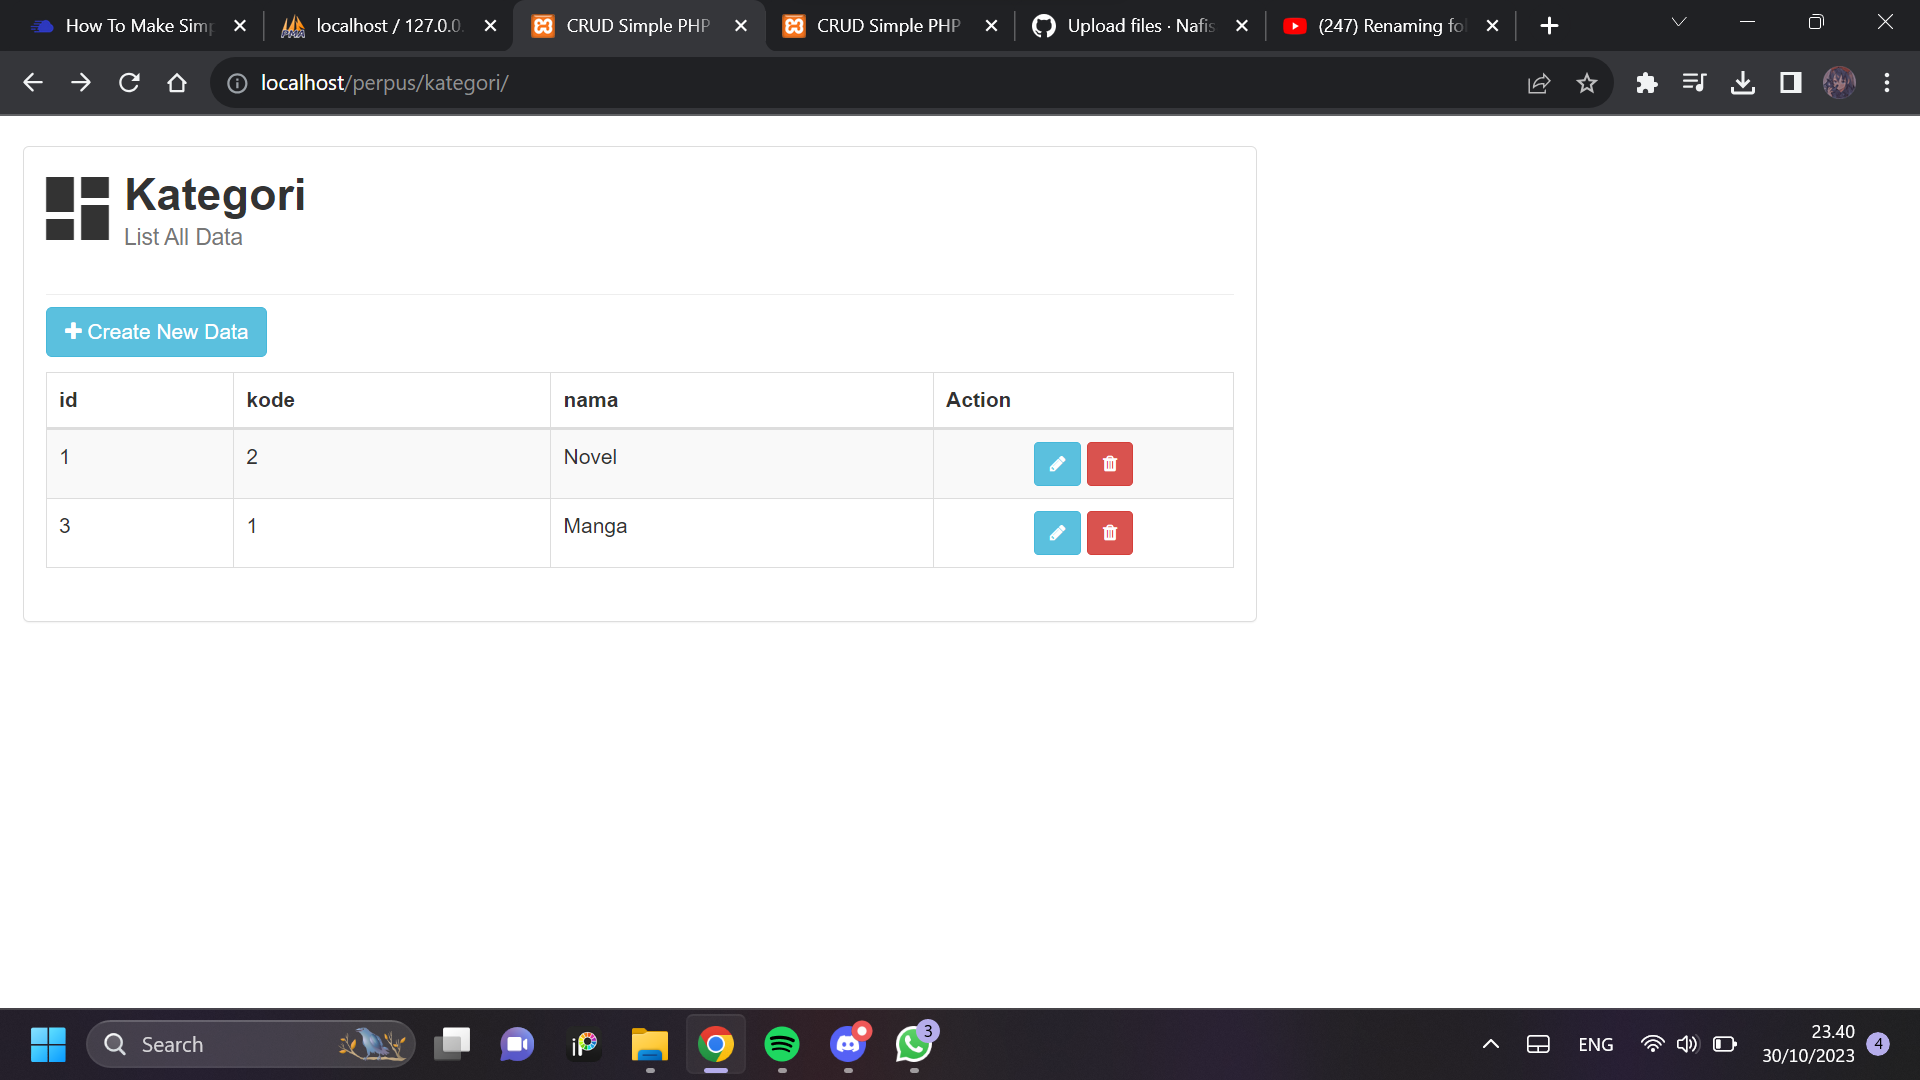 How To Make Simp
localhost / 127.0.0.
CRUD Simple PHP
CRUD Simple PHP
Upload files · Nafis
(247) Renaming fol
localhost/perpus/kategori/
Kategori
List All Data
Create New Data
id kode nama Action
1 2 Novel
3 1 Manga
Search
3
ENG
23.40
30/10/2023
4